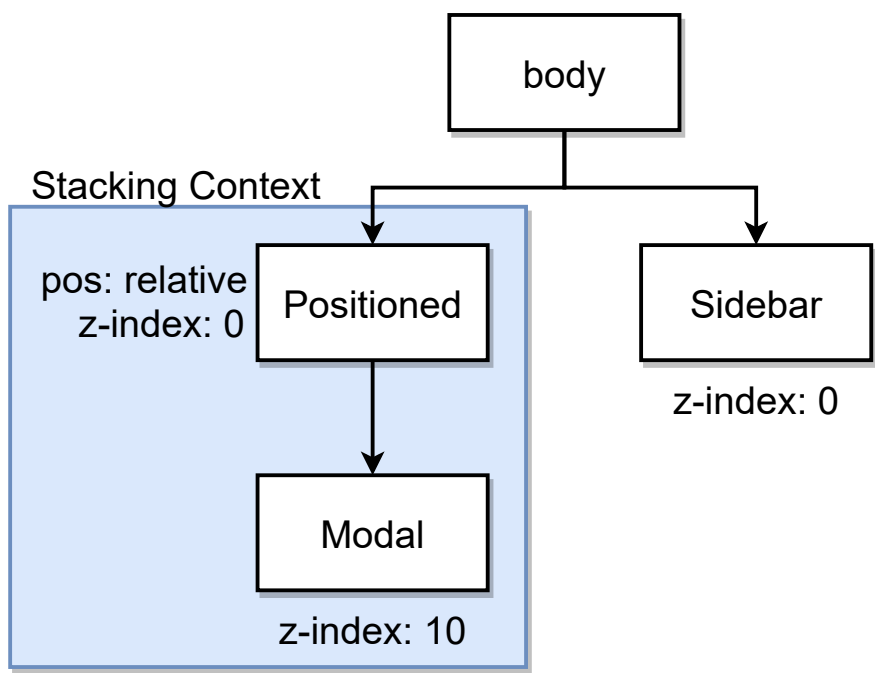 body
Stacking Context
pos: relative
z-index: 0
Positioned
Sidebar
z-index: 0
Modal
z-index: 10